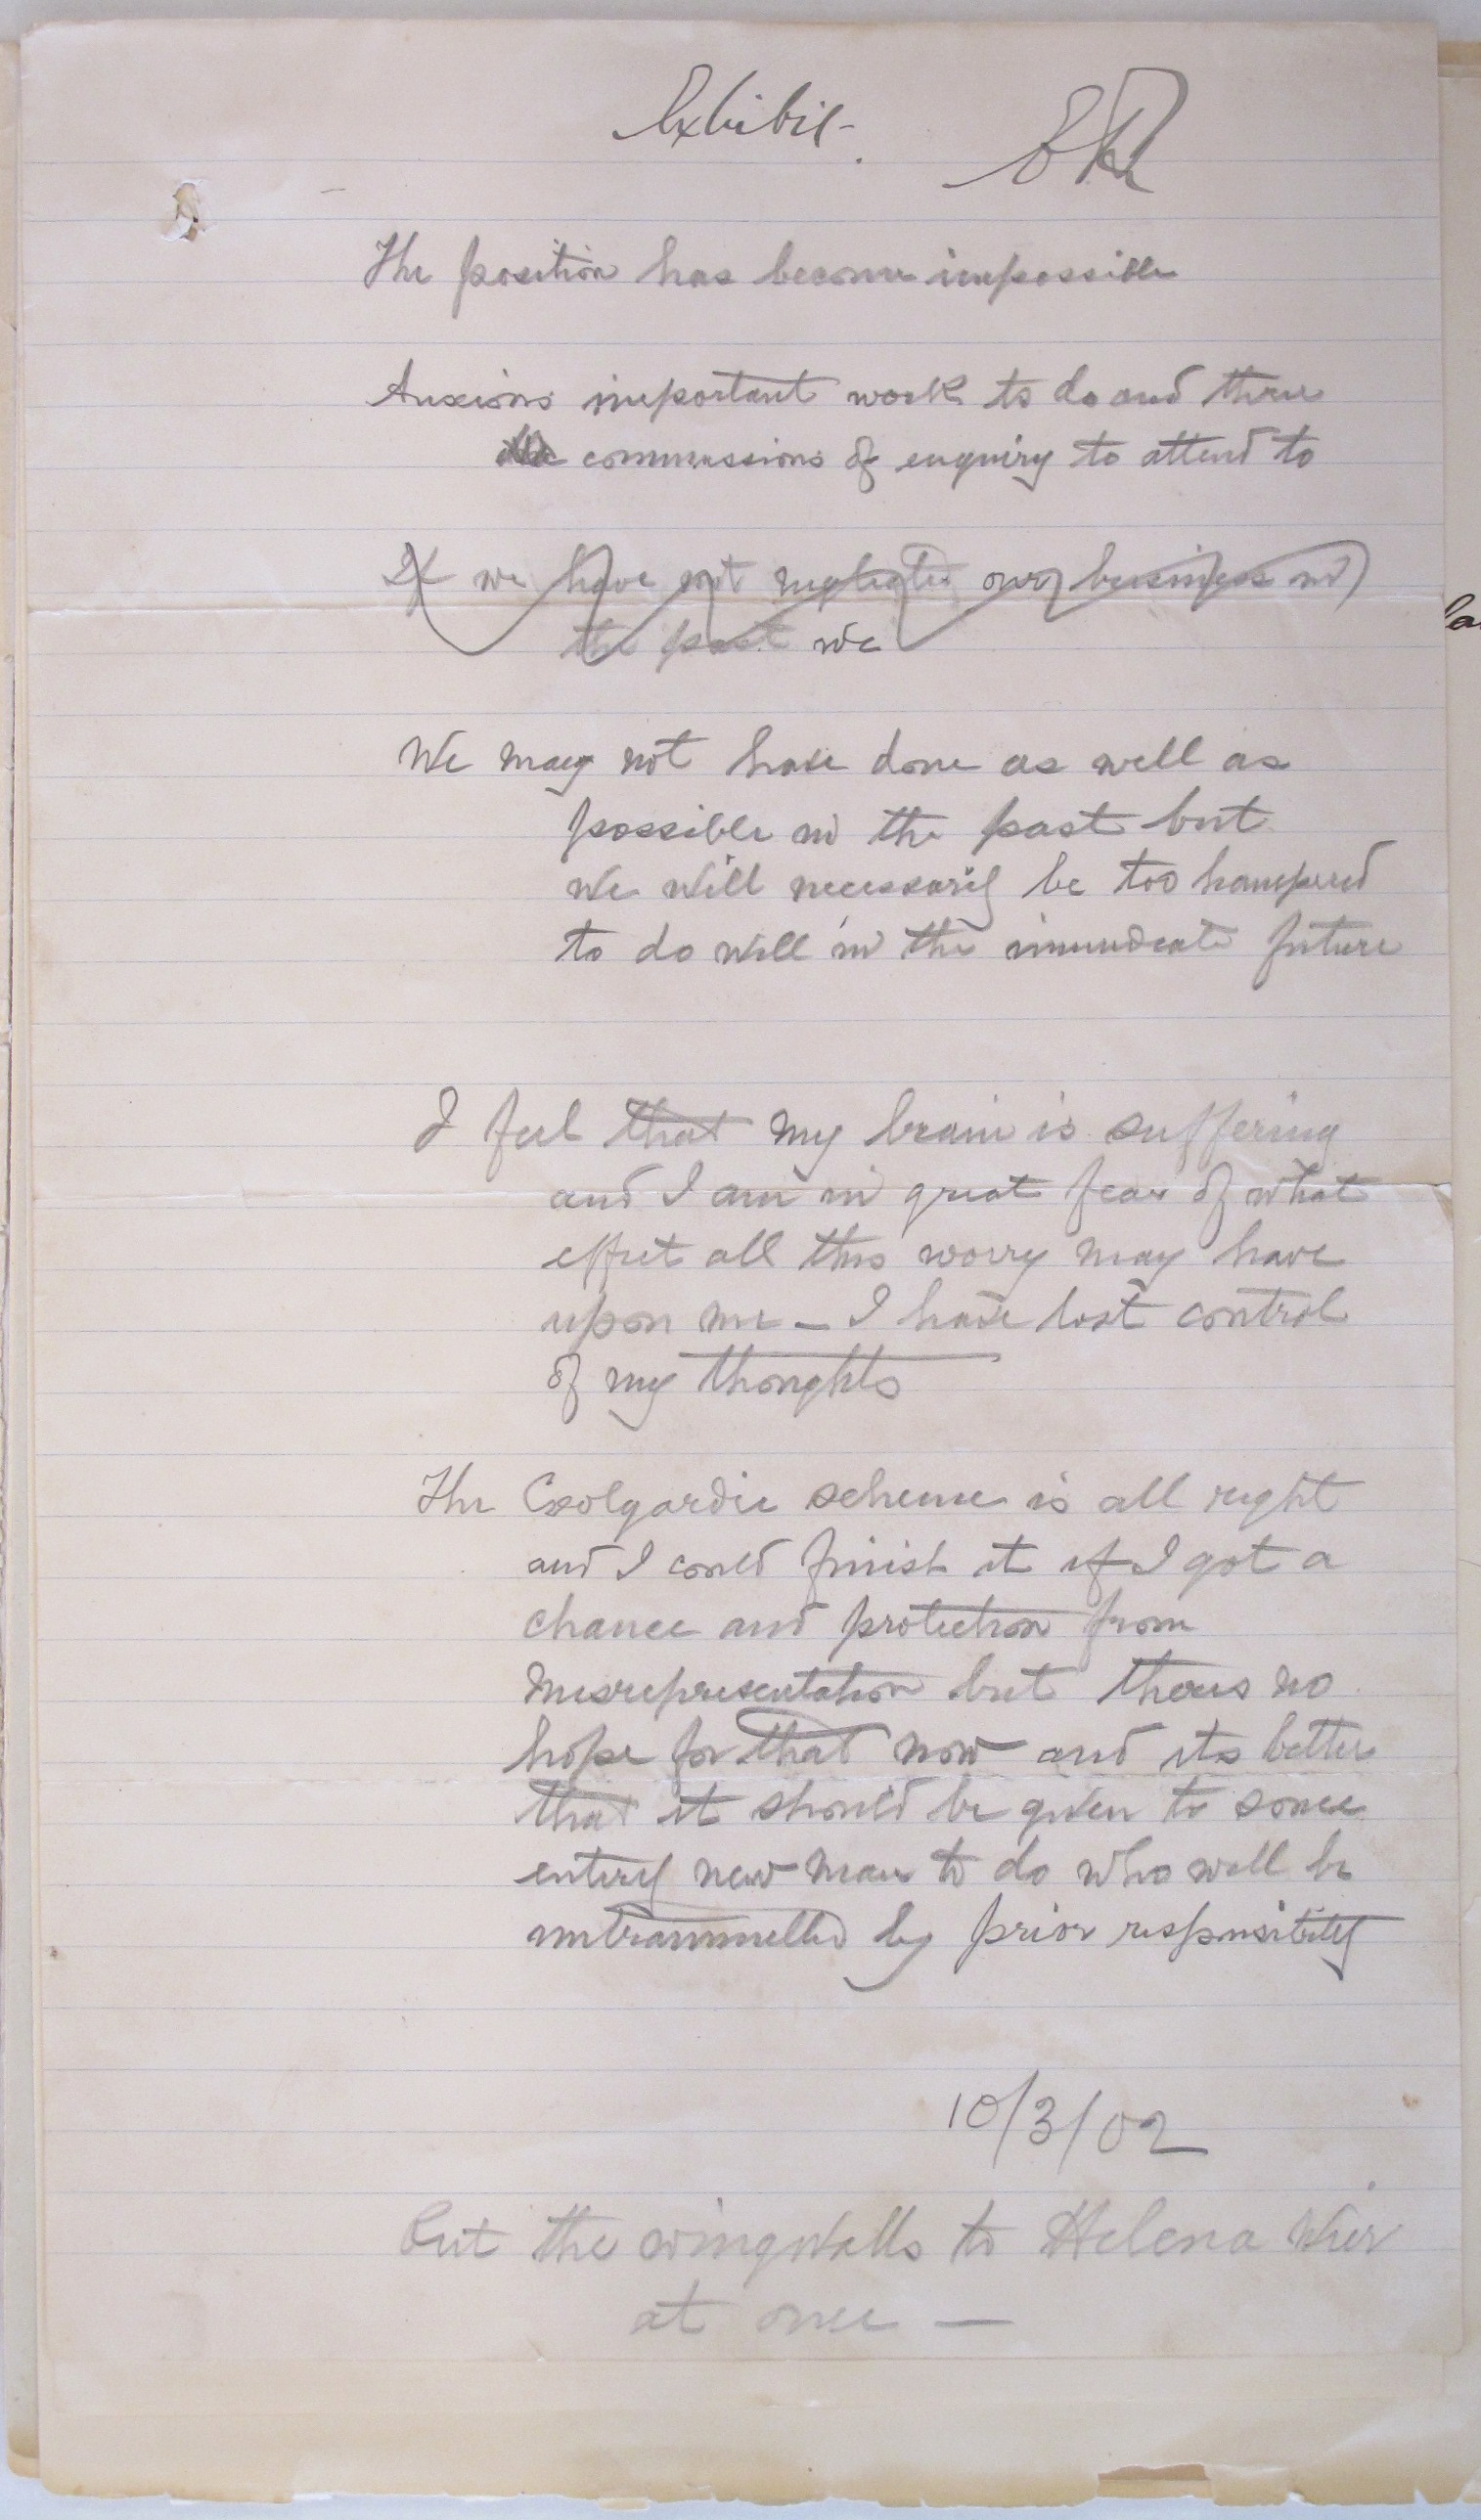 Exhibit.
The position has become impossible
Anxious important work to do and three
commissions of enquiry to attend to
If we have not neglected our business in
the past we
We may not have done as well as
possible in the past but
we will necessarily be too hampered
to do well in the immediate future
I feel that my brain is suffering
and I am in great fear of what
effect all this worry may have
upon me – I have lost control
of my thoughts
The Coolgardie scheme is all right
and I could finish it if I got a
chance and protection from
misrepresentation but theres no
hope for that now and its better
that it should be given to some
entirely new man to do who will be
untrammelled by prior responsibility
10/3/02
Put the wingwalls to Helena Weir
at once —